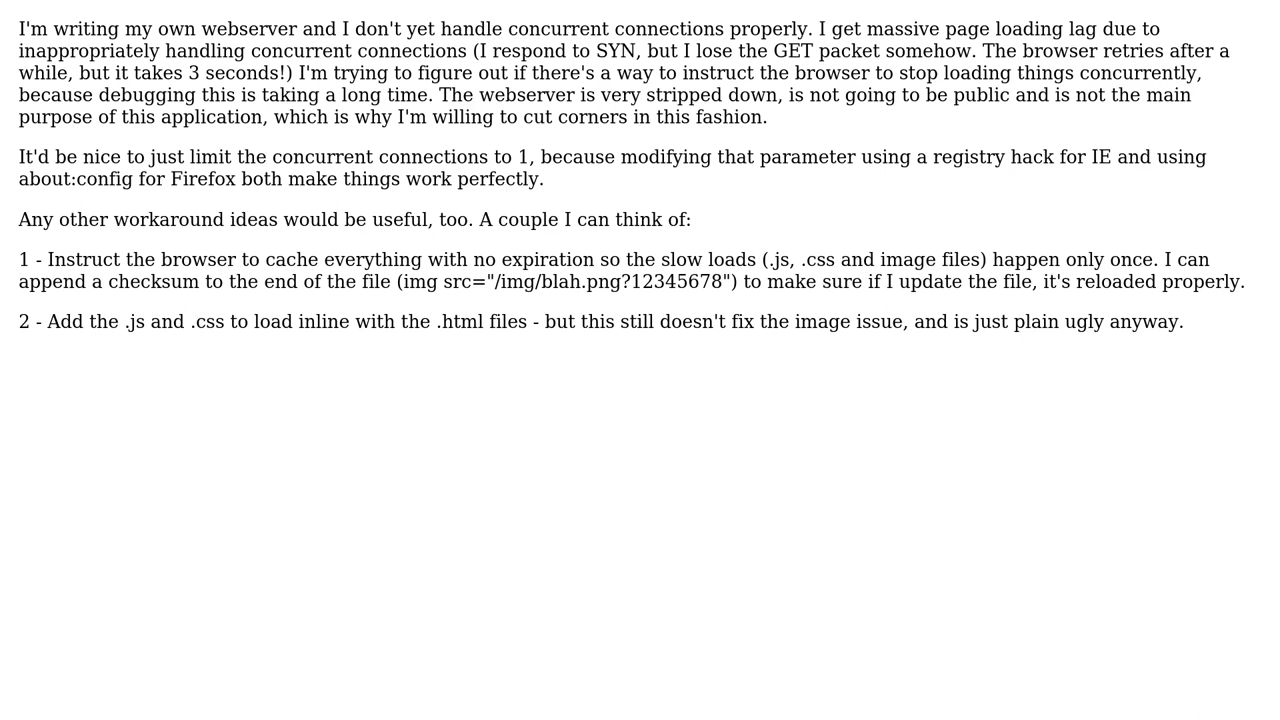 I'm writing my own webserver and I don't yet handle concurrent connections properly. I get massive page loading lag due to
inappropriately handling concurrent connections (I respond to SYN, but I lose the GET packet somehow. The browser retries after a
while, but it takes 3 seconds!) I'm trying to figure out if there's a way to instruct the browser to stop loading things concurrently,
because debugging this is taking a long time. The webserver is very stripped down, is not going to be public and is not the main
purpose of this application, which is why I'm willing to cut corners in this fashion.
It'd be nice to just limit the concurrent connections to 1, because modifying that parameter using a registry hack for IE and using
about:config for Firefox both make things work perfectly.
Any other workaround ideas would be useful, too. A couple I can think of:
1 - Instruct the browser to cache everything with no expiration so the slow loads (.js, .css and image files) happen only once. I can
append a checksum to the end of the file (img src="/img/blah.png?12345678") to make sure if I update the file, it's reloaded properly.
2 - Add the .js and .css to load inline with the .html files - but this still doesn't fix the image issue, and is just plain ugly anyway.